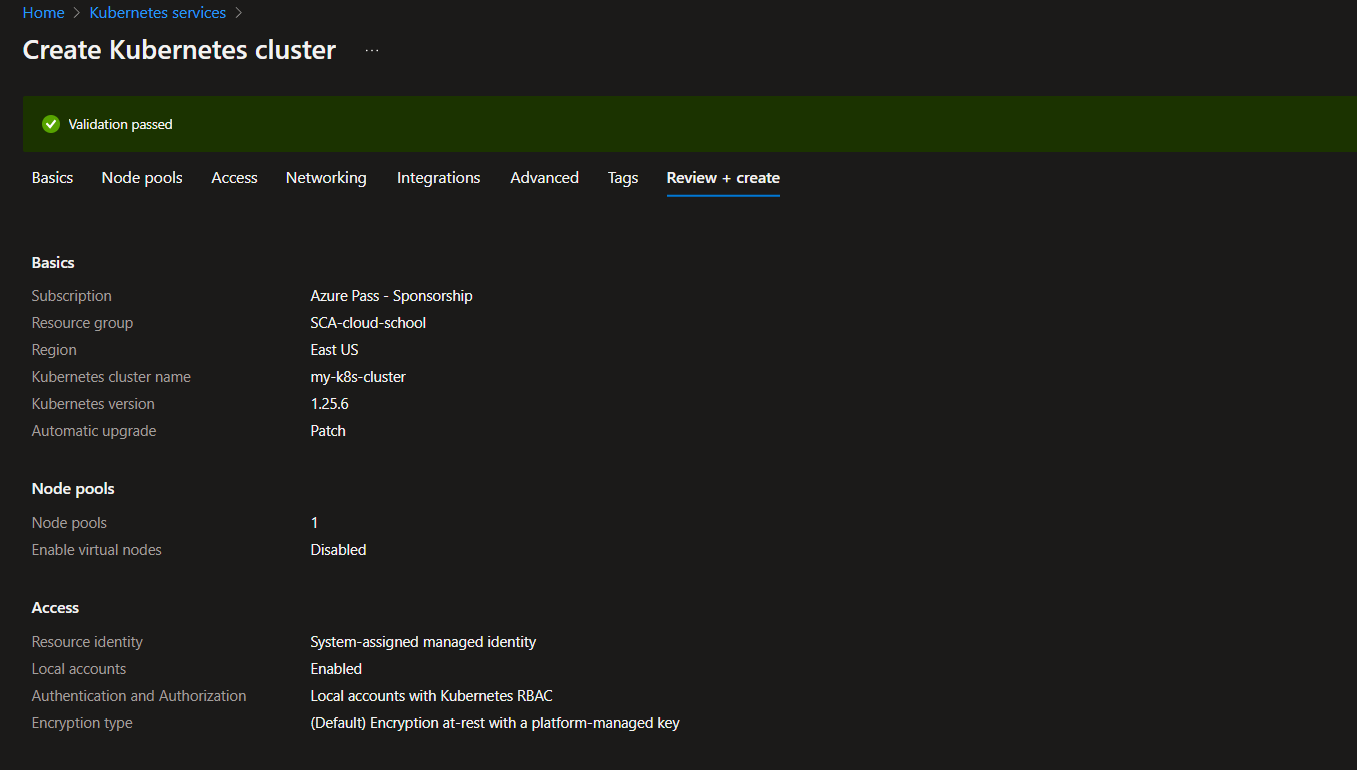 Home > Kubernetes services >
Create Kubernetes cluster ...
Validation passed
Basics Node pools Access Networking Integrations Advanced Tags Review + create
Basics
Subscription Azure Pass - Sponsorship
Resource group SCA-cloud-school
Region East US
Kubernetes cluster name my-k8s-cluster
Kubernetes version 1.25.6
Automatic upgrade Patch
Node pools
Node pools 1
Enable virtual nodes Disabled
Access
Resource identity System-assigned managed identity
Local accounts Enabled
Authentication and Authorization Local accounts with Kubernetes RBAC
Encryption type (Default) Encryption at-rest with a platform-managed key